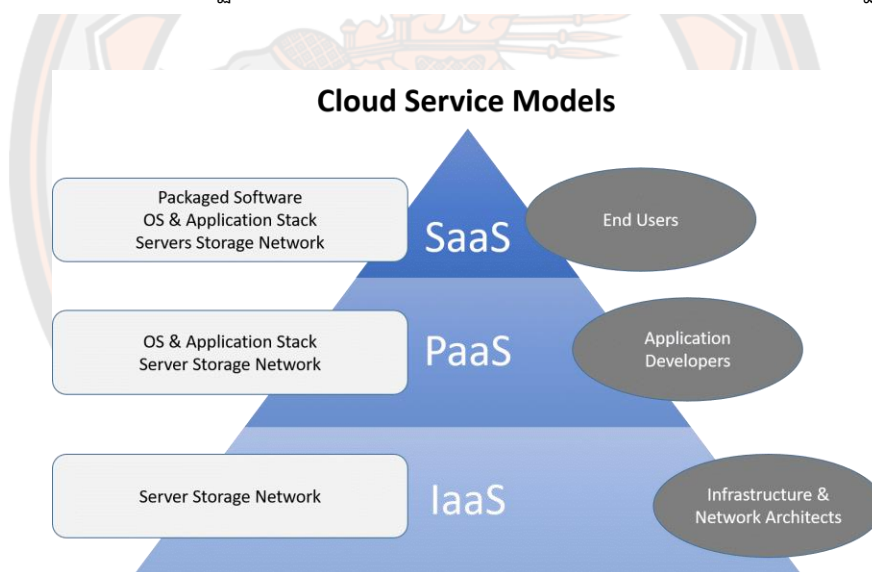 Cloud Service Models
Packaged Software
OS & Application Stack
Servers Storage Network
SaaS
End Users
OS & Application Stack
Server Storage Network
PaaS
Application
Developers
Server Storage Network
IaaS
Infrastructure &
Network Architects